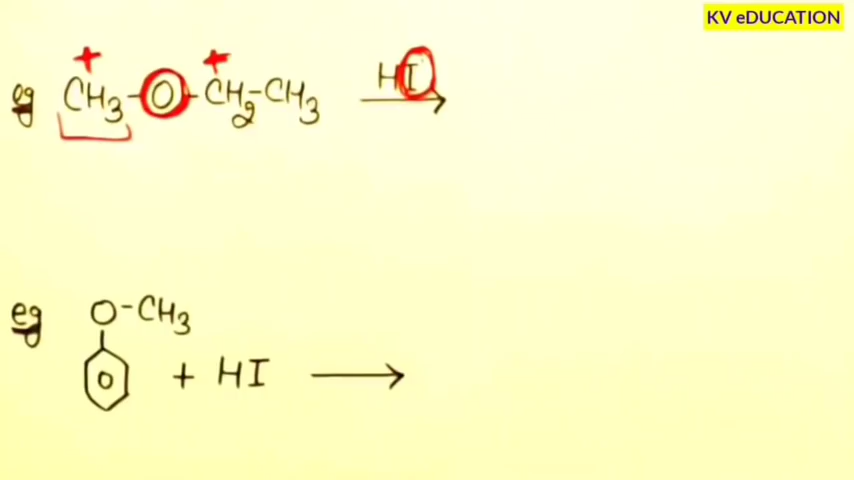 KV eDUCATION
eg CH3-O-CH2-CH3 HI →
eg O-CH3
+ HI →